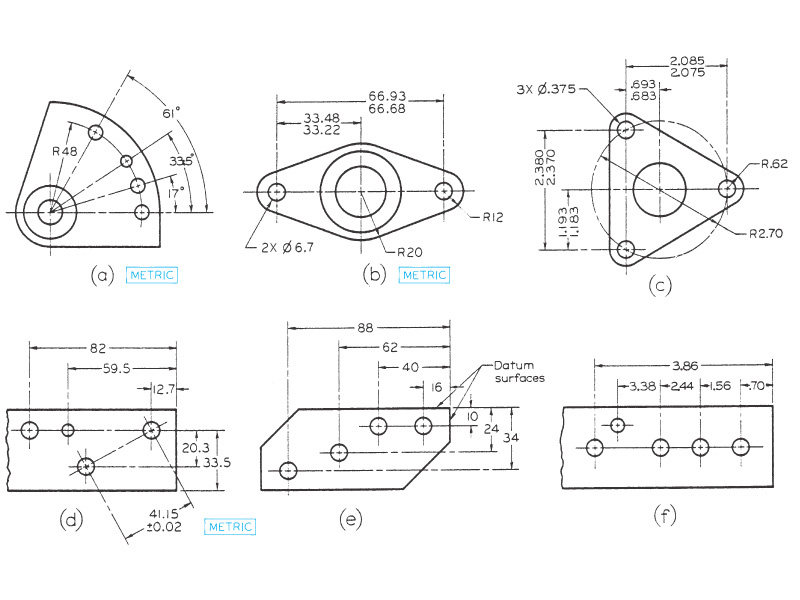 61°
R48
33.5°
17°
(a) METRIC
66.93
66.68
33.48
33.22
2X Ø 6.7
R12
R20
(b) METRIC
2.085
2.075
.693
.683
3X Ø.375
2.380
2.370
1.193
1.183
R.62
R2.70
(c)
82
59.5
12.7
20.3
33.5
41.15
±0.02
(d) METRIC
88
62
40
16
Datum
surfaces
10
24
34
(e)
3.86
3.38
2.44
1.56
.70
(f)